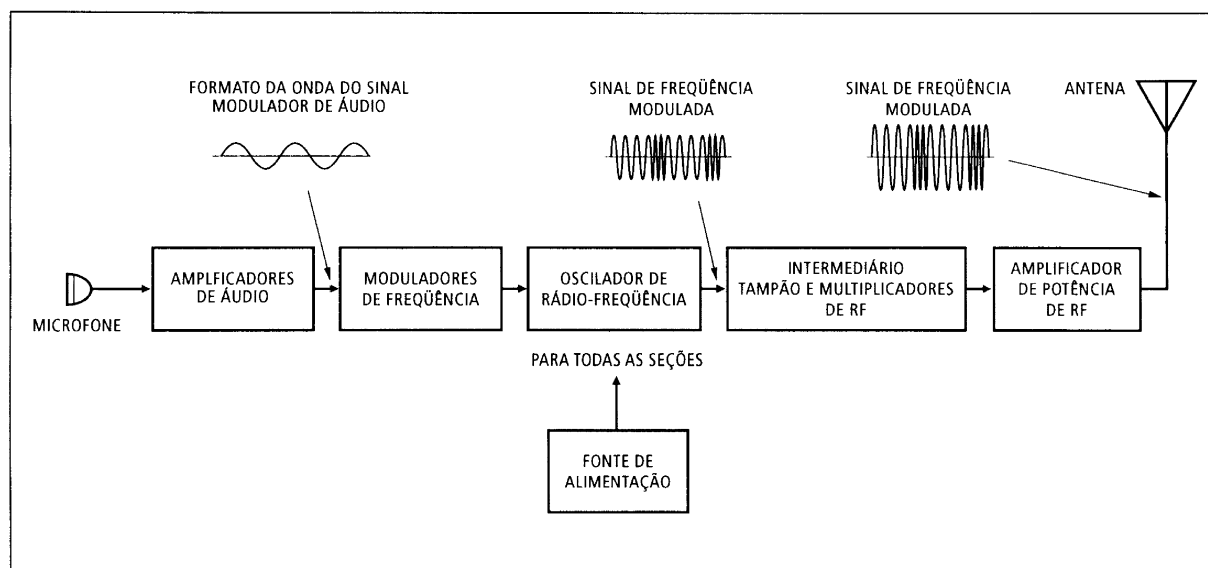 FORMATO DA ONDA DO SINAL
MODULADOR DE ÁUDIO
SINAL DE FREQÜÊNCIA
MODULADA
SINAL DE FREQÜÊNCIA
MODULADA
ANTENA
MICROFONE
AMPLFICADORES
DE ÁUDIO
MODULADORES
DE FREQÜÊNCIA
OSCILADOR DE
RÁDIO-FREQÜÊNCIA
INTERMEDIÁRIO
TAMPÃO E MULTIPLICADORES
DE RF
AMPLIFICADOR
DE POTÊNCIA
DE RF
PARA TODAS AS SEÇÕES
FONTE DE
ALIMENTAÇÃO